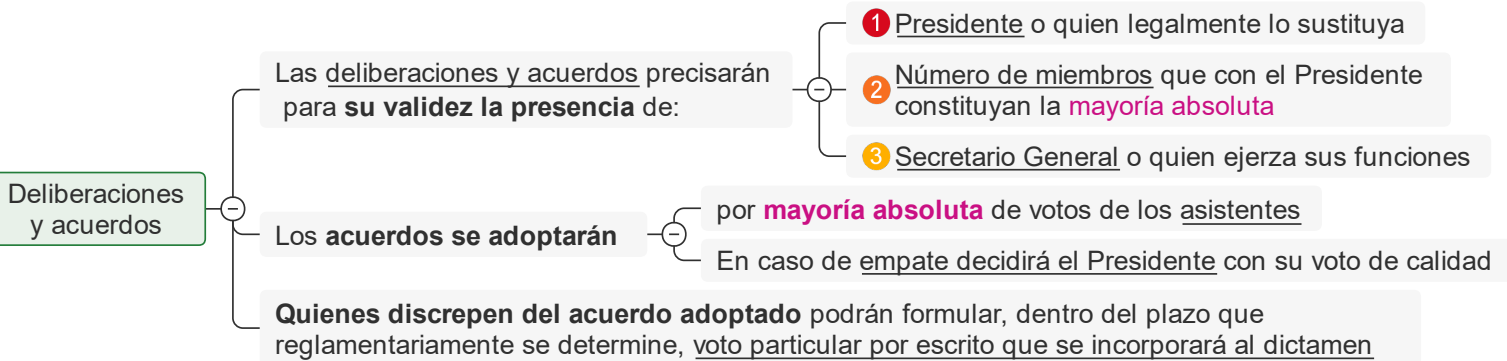 Deliberaciones
y acuerdos
Las deliberaciones y acuerdos precisarán
para su validez la presencia de:
1 Presidente o quien legalmente lo sustituya
2 Número de miembros que con el Presidente
constituyan la mayoría absoluta
3 Secretario General o quien ejerza sus funciones
Los acuerdos se adoptarán
por mayoría absoluta de votos de los asistentes
En caso de empate decidirá el Presidente con su voto de calidad
Quienes discrepen del acuerdo adoptado podrán formular, dentro del plazo que
reglamentariamente se determine, voto particular por escrito que se incorporará al dictamen